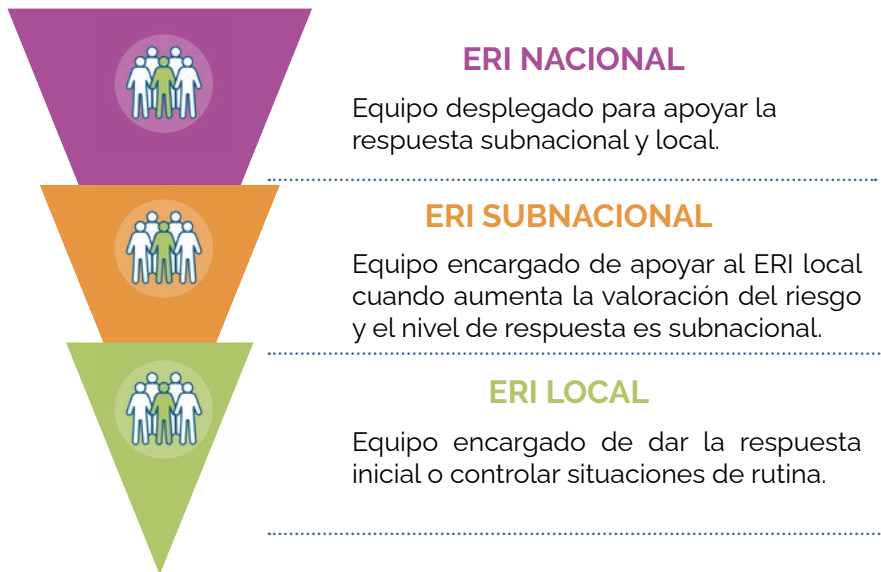 ERI NACIONAL
Equipo desplegado para apoyar la
respuesta subnacional y local.
ERI SUBNACIONAL
Equipo encargado de apoyar al ERI local
cuando aumenta la valoración del riesgo
y el nivel de respuesta es subnacional.
ERI LOCAL
Equipo encargado de dar la respuesta
inicial o controlar situaciones de rutina.